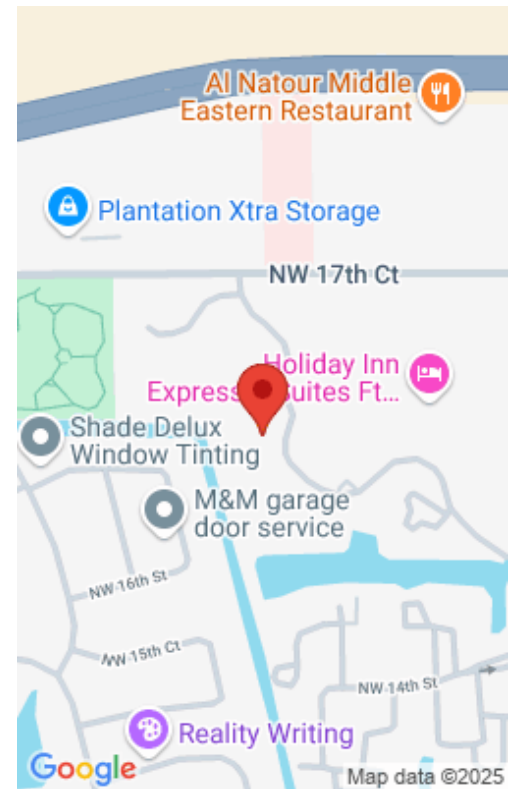 Al Natour Middle
Eastern Restaurant
Plantation Xtra Storage
NW 17th Ct
Holiday Inn
Express Suites Ft...
Shade Delux
Window Tinting
M&M garage
door service
NW 16th St
NW 15th Ct
NW 14th St
Reality Writing
Google
Map data ©2025